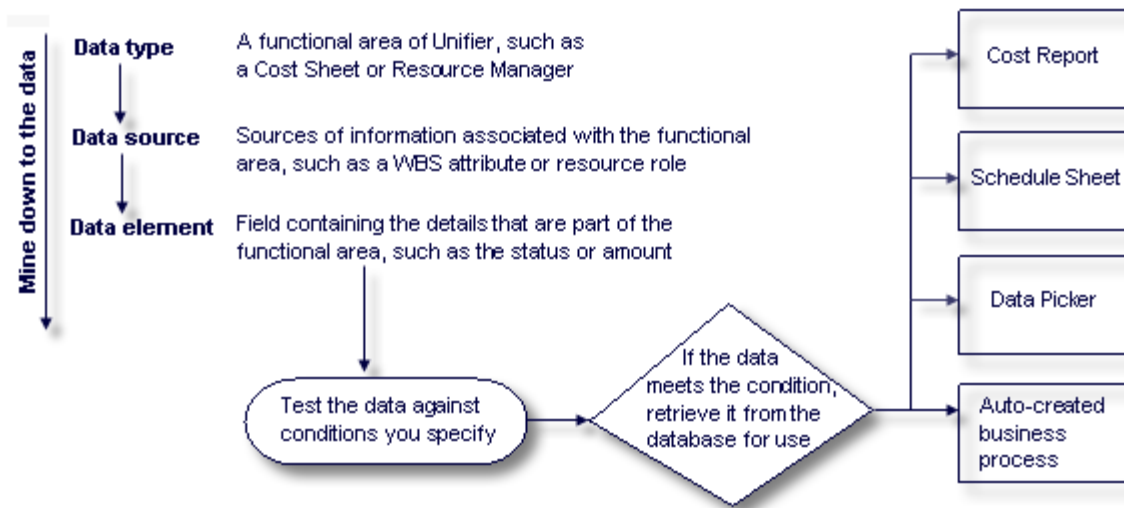 Mine down to the data
Data type
A functional area of Unifier, such as
a Cost Sheet or Resource Manager
Data source
Sources of information associated with the functional
area, such as a WBS attribute or resource role
Data element
Field containing the details that are part of the
functional area, such as the status or amount
Test the data against
conditions you specify
If the data
meets the condition,
retrieve it from the
database for use
Cost Report
Schedule Sheet
Data Picker
Auto-created
business
process